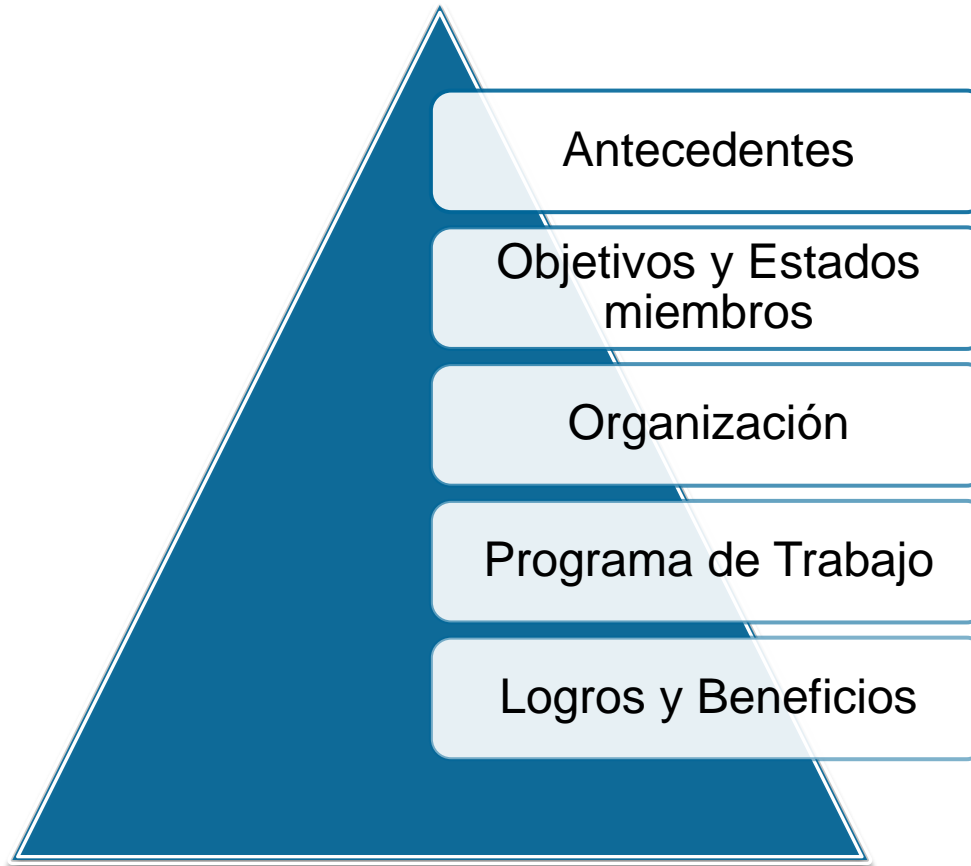 Antecedentes
Objetivos y Estados
miembros
Organización
Programa de Trabajo
Logros y Beneficios